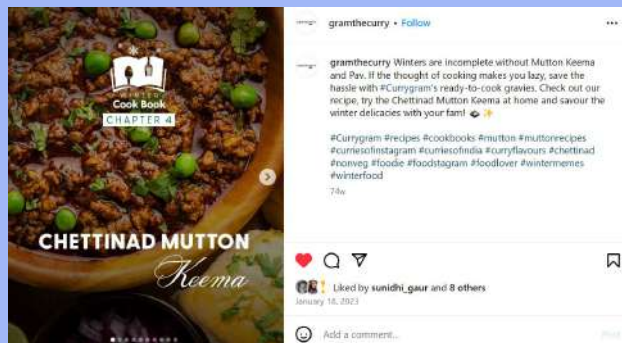 WINTER
Cook Book
CHAPTER 4
CHETTINAD MUTTON
Keema
gramthecurry • Follow
gramthecurry Winters are incomplete without Mutton Keema
and Pav. If the thought of cooking makes you lazy, save the
hassle with #Currygram's ready-to-cook gravies. Check out our
recipe, try the Chettinad Mutton Keema at home and savour the
winter delicacies with your fam!
#Currygram #recipes #cookbooks #mutton #muttonrecipes
#curriesofinstagram #curriesofindia #curryflavours #chettinad
#nonveg #foodie #foodstagram #foodlover #wintermemes
#winterfood
74w
Liked by sunidhi_gaur and 8 others
January 18, 2023
Add a comment...
Post